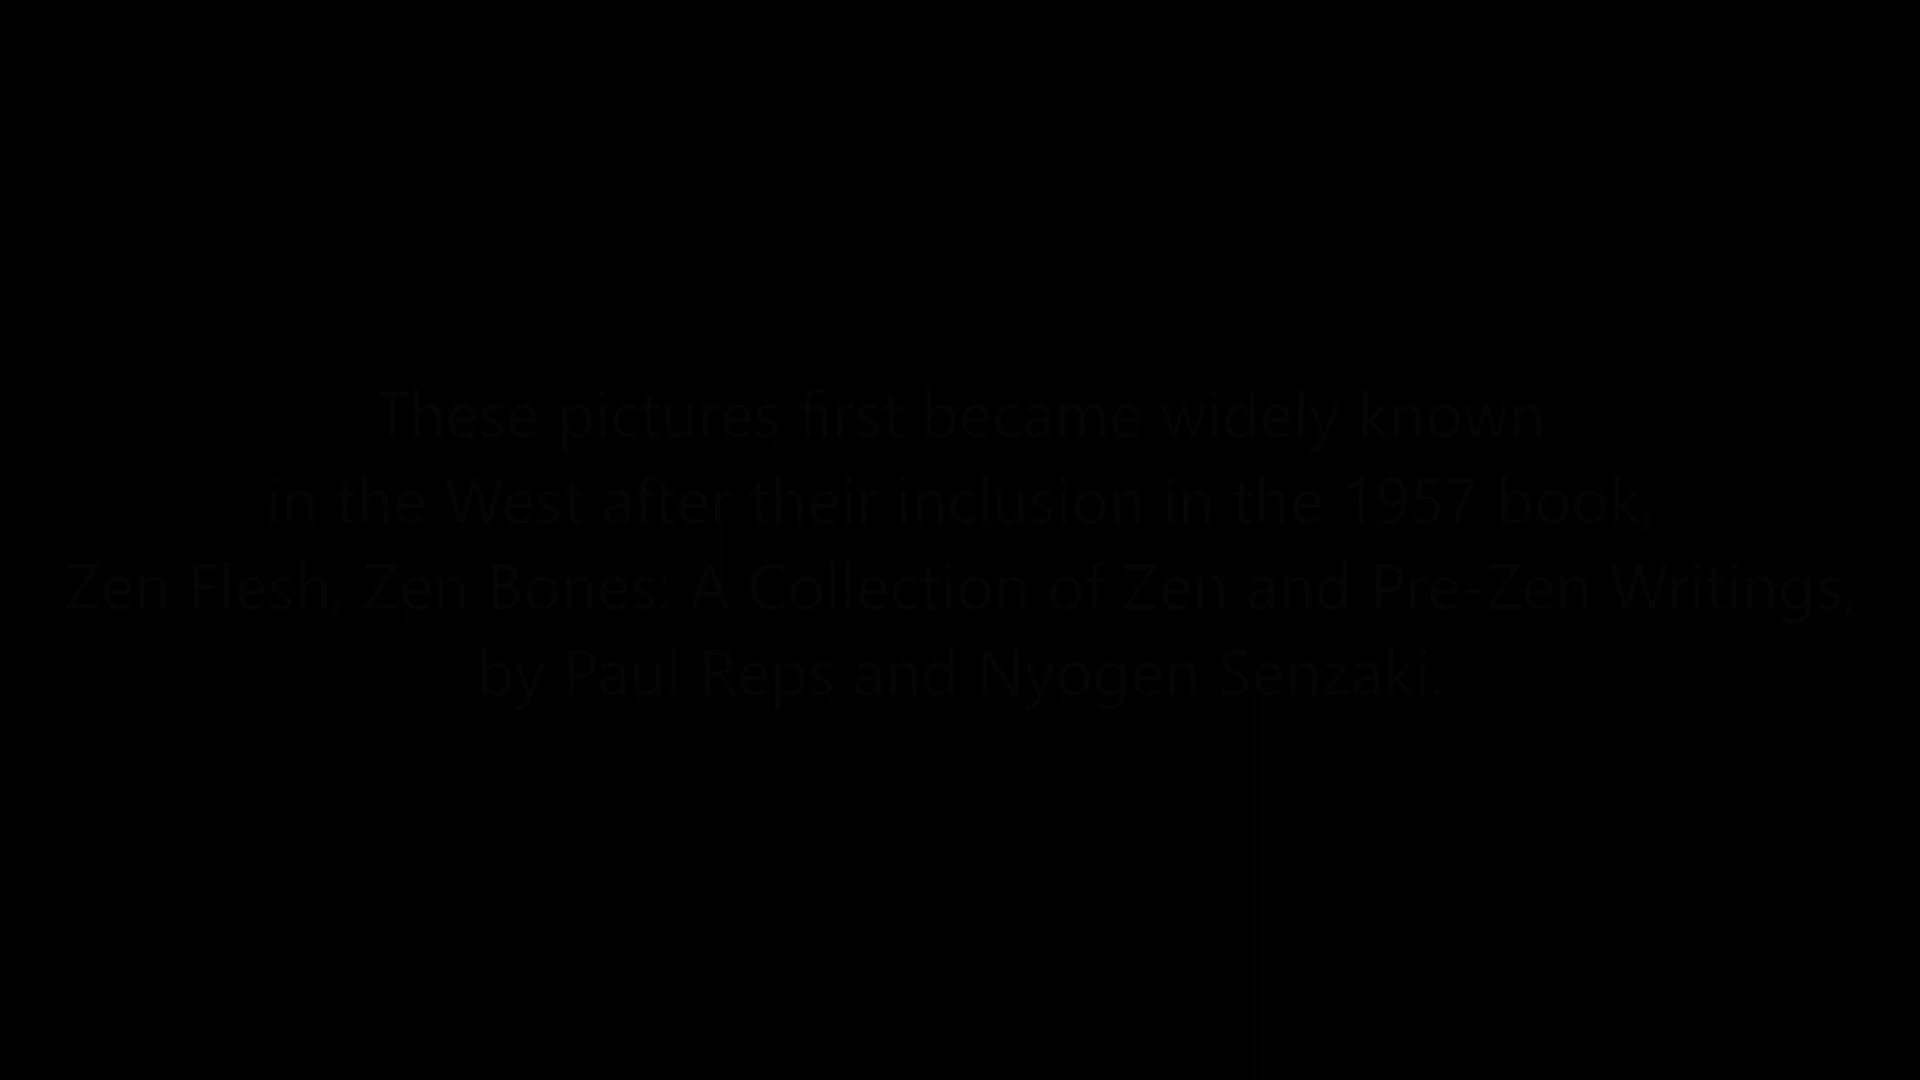 These pictures first became widely known
in the West after their inclusion in the 1957 book,
Zen Flesh, Zen Bones: A Collection of Zen and Pre-Zen Writings,
by Paul Reps and Nyogen Senzaki.